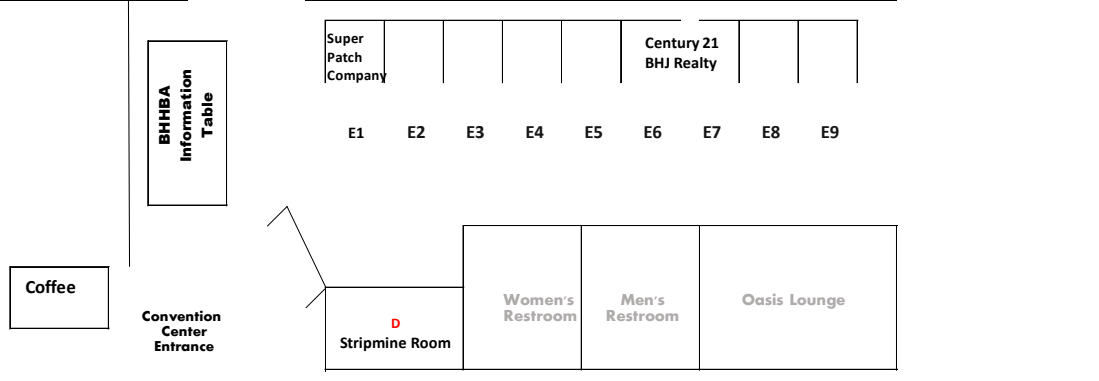 Super
Patch
Company
Century 21
BHJ Realty
BHHBA
Information
Table
E1 E2 E3 E4 E5 E6 E7 E8 E9
Coffee
Convention
Center
Entrance
D
Stripmine Room
Women's
Restroom
Men's
Restroom
Oasis Lounge